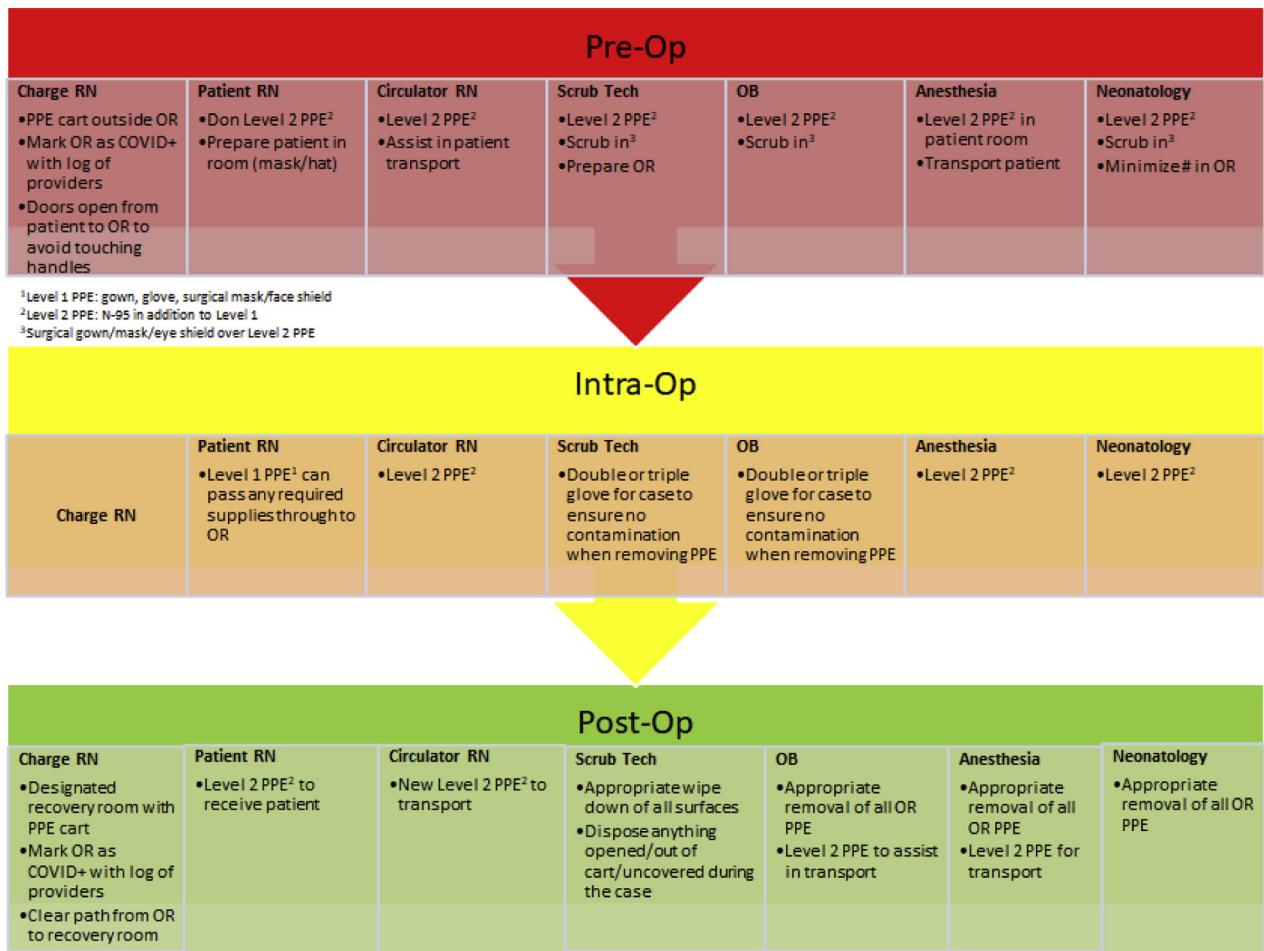 Pre-Op
Charge RN
•PPE cart outside OR
•Mark OR as COVID+
with log of
providers
•Doors open from
patient to OR to
avoid touching
handles
Patient RN
•Don Level 2 PPE²
•Prepare patient in
room (mask/hat)
Circulator RN
•Level 2 PPE²
•Assist in patient
transport
Scrub Tech
•Level 2 PPE²
•Scrub in³
•Prepare OR
OB
•Level 2 PPE²
•Scrub in³
Anesthesia
•Level 2 PPE² in
patient room
•Transport patient
Neonatology
•Level 2 PPE²
•Scrub in³
•Minimize # in OR
¹Level 1 PPE: gown, glove, surgical mask/face shield
²Level 2 PPE: N-95 in addition to Level 1
³Surgical gown/mask/eye shield over Level 2 PPE
Intra-Op
Charge RN
Patient RN
•Level 1 PPE¹ can
pass any required
supplies through to
OR
Circulator RN
•Level 2 PPE²
Scrub Tech
•Double or triple
glove for case to
ensure no
contamination
when removing PPE
OB
•Double or triple
glove for case to
ensure no
contamination
when removing PPE
Anesthesia
•Level 2 PPE²
Neonatology
•Level 2 PPE²
Post-Op
Charge RN
•Designated
recovery room with
PPE cart
•Mark OR as
COVID+ with log of
providers
•Clear path from OR
to recovery room
Patient RN
•Level 2 PPE² to
receive patient
Circulator RN
•New Level 2 PPE² to
transport
Scrub Tech
•Appropriate wipe
down of all surfaces
•Dispose anything
opened/out of
cart/uncovered during
the case
OB
•Appropriate
removal of all OR
PPE
•Level 2 PPE to assist
in transport
Anesthesia
•Appropriate
removal of all
OR PPE
•Level 2 PPE for
transport
Neonatology
•Appropriate
removal of all OR
PPE